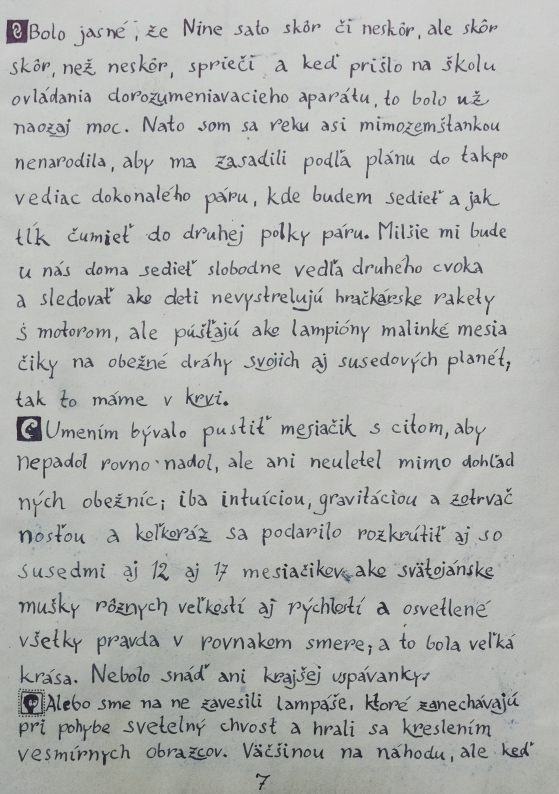 Bolo jasné, že Nine sato skôr či neskôr, ale skôr
skôr, než neskôr, sprieči a keď prišlo na školu
ovládania dorozumeniavacieho aparátu, to bolo už
naozaj moc. Nato som sa reku asi mimozemšťankou
nenarodila, aby ma zasadili podľa plánu do takpo
vediac dokonalého páru, kde budem sedieť a jak
tĺk čumieť do druhej polky páru. Milšie mi bude
u nás doma sedieť slobodne vedľa druhého cvoka
a sledovať ako deti nevystrelujú hračkárske rakety
s motorom, ale púšťajú ako lampióny malinké mesia
čiky na obežné dráhy svojich aj susedových planét,
tak to máme v krvi.
Umením bývalo pustiť mesiačik s citom, aby
nepadol rovno nadol, ale ani neuletel mimo dohľad
ných obežníc; iba intuíciou, gravitáciou a zotrvač
nosťou a koľkoráz sa podarilo rozkrútiť aj so
susedmi aj 12 aj 17 mesiačikov ako svätojánske
mušky rôznych veľkostí aj rýchlostí a osvetlené
všetky pravda v rovnakom smere, a to bola veľká
krása. Nebolo snáď ani krajšej uspávanky.
Alebo sme na ne zavesili lampáše, ktoré zanechávajú
pri pohybe svetelný chvost a hrali sa kreslením
vesmírnych obrazcov. Väčšinou na náhodu, ale keď
7